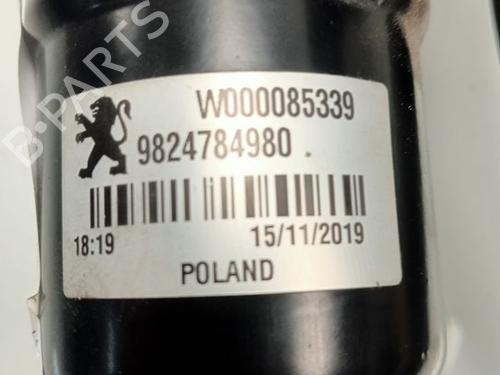 W000085339
9824784980 .
18:19 15/11/2019
POLAND
B-PARTS